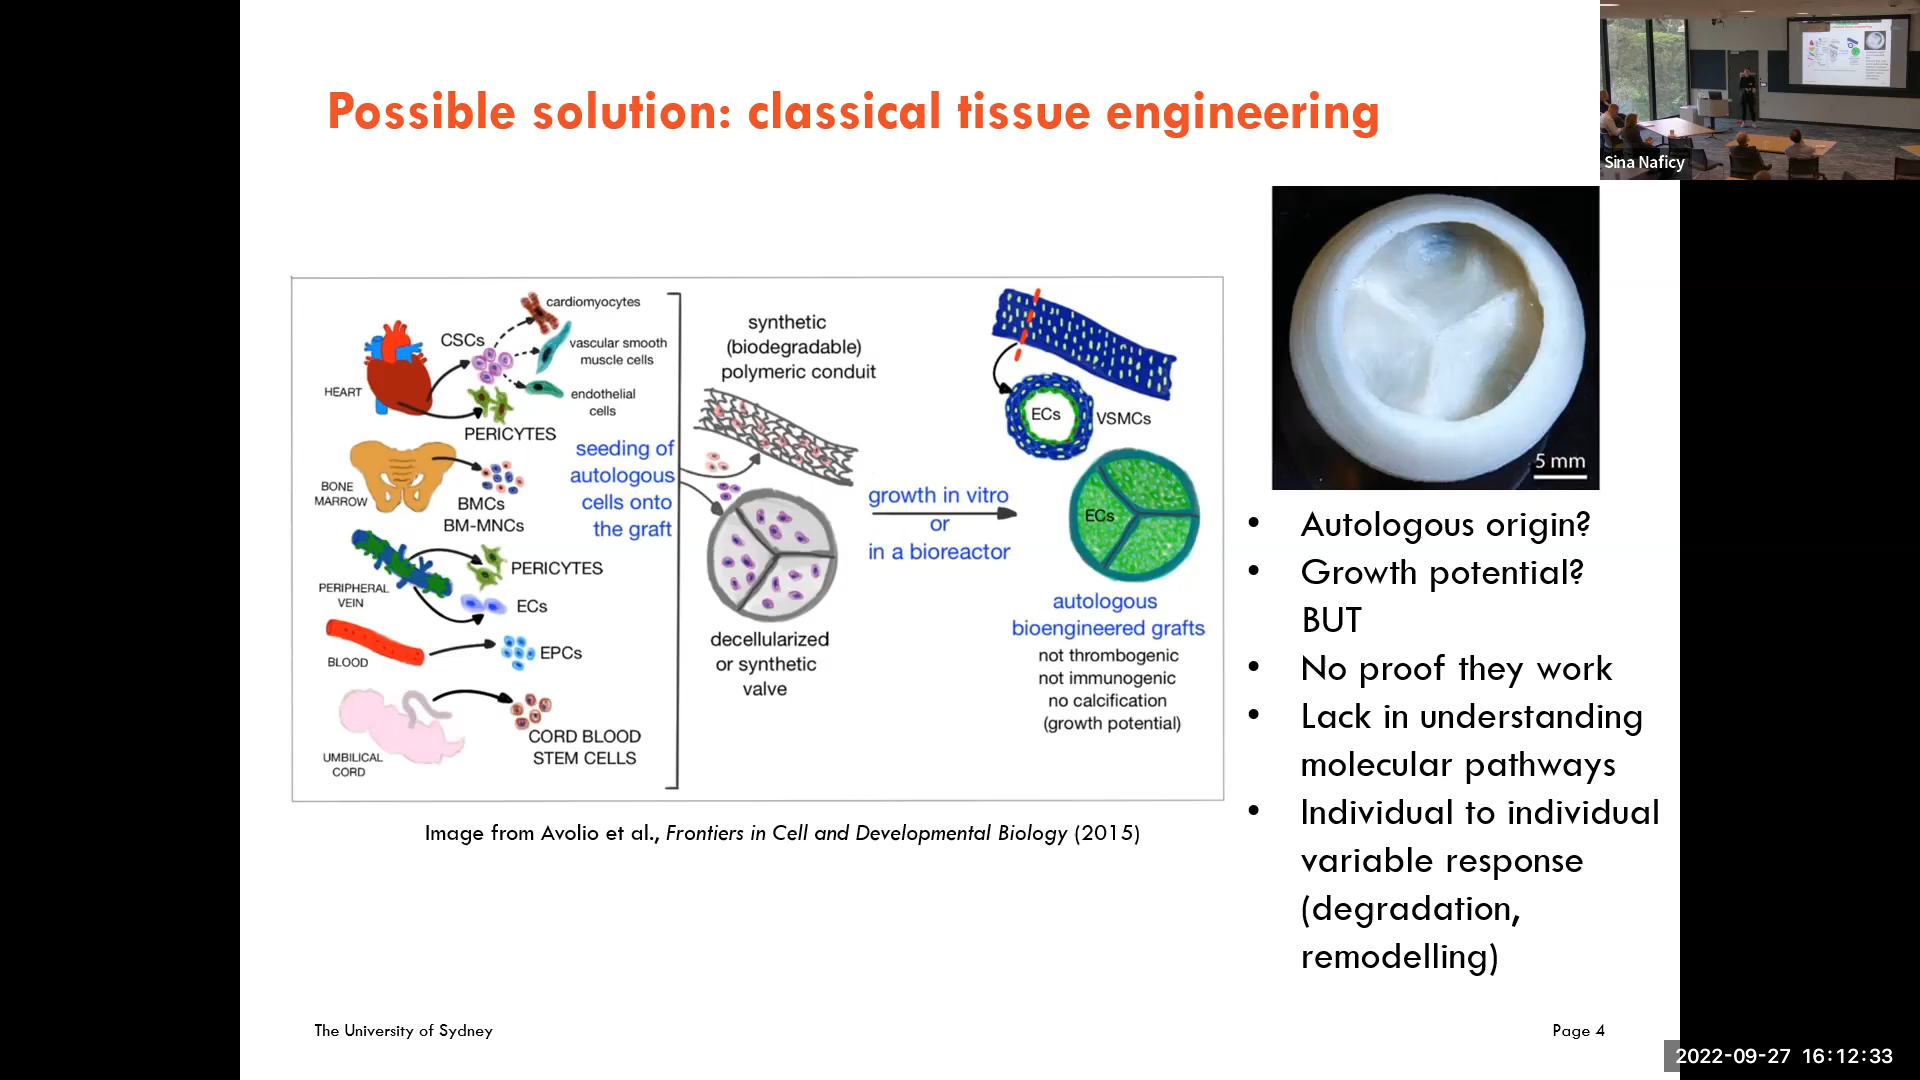 Possible solution: classical tissue engineering
Sina Naficy
HEART
CSCs
cardiomyocytes
vascular smooth
muscle cells
endothelial
cells
PERICYTES
BONE
MARROW
BMCs
BM-MNCs
PERIPHERAL
VEIN
PERICYTES
ECs
BLOOD
EPCs
UMBILICAL
CORD
CORD BLOOD
STEM CELLS
seeding of
autologous
cells onto
the graft
synthetic
(biodegradable)
polymeric conduit
decellularized
or synthetic
valve
growth in vitro
or
in a bioreactor
ECs
VSMCs
ECs
autologous
bioengineered grafts
not thrombogenic
not immunogenic
no calcification
(growth potential)
Image from Avolio et al., Frontiers in Cell and Developmental Biology (2015)
5 mm
• Autologous origin?
• Growth potential?
BUT
• No proof they work
• Lack in understanding
molecular pathways
• Individual to individual
variable response
(degradation,
remodelling)
The University of Sydney
Page 4
2022-09-27 16:12:33